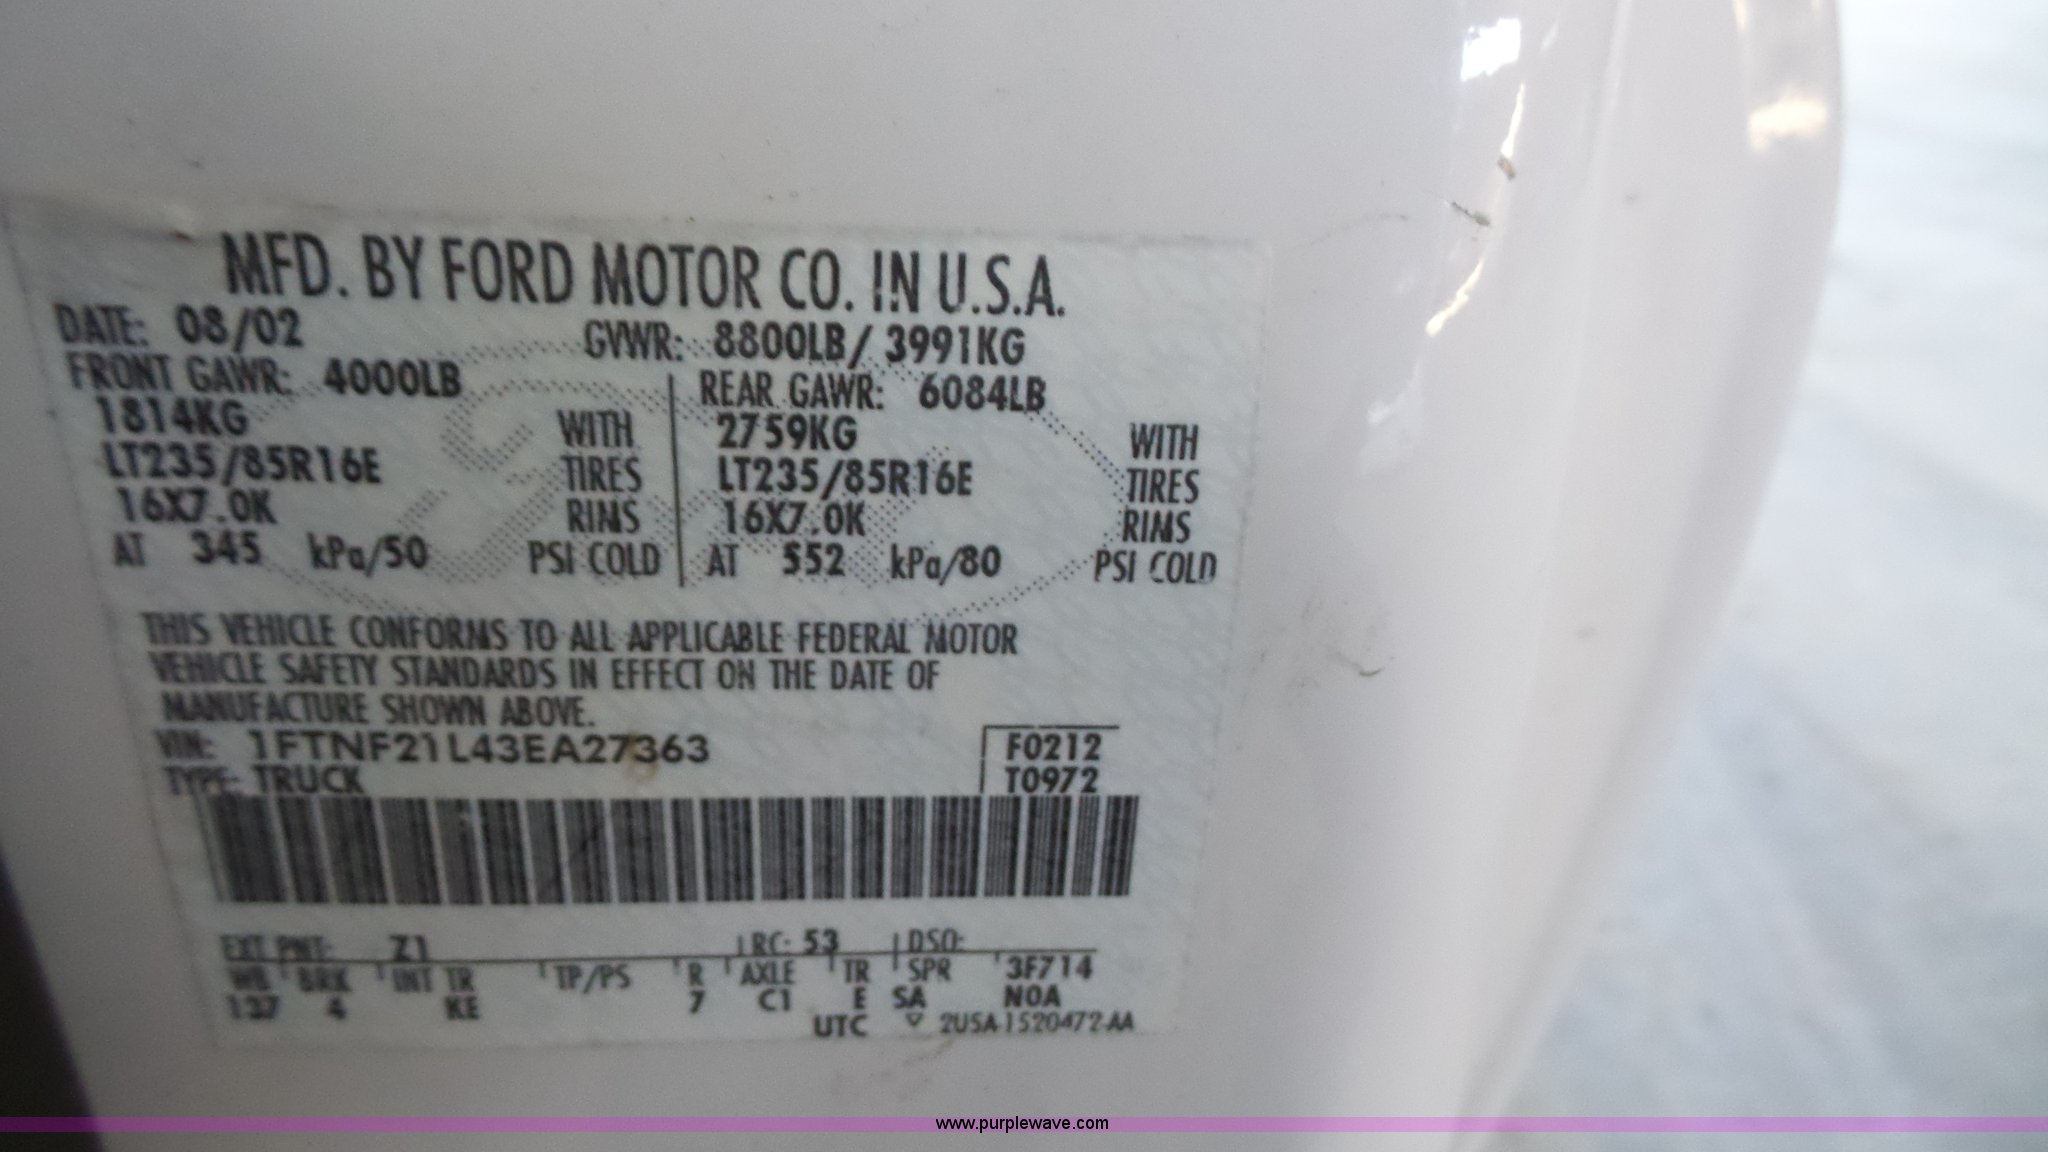 MFD. BY FORD MOTOR CO. IN U.S.A.
DATE: 08/02 GVWR: 8800LB/ 3991KG
FRONT GAWR: 4000LB REAR GAWR: 6084LB
1814KG WITH 2759KG WITH
LT235/85R16E TIRES LT235/85R16E TIRES
16X7.0K RIMS 16X7.0K RIMS
AT 345 kPa/50 PSI COLD AT 552 kPa/80 PSI COLD
THIS VEHICLE CONFORMS TO ALL APPLICABLE FEDERAL MOTOR
VEHICLE SAFETY STANDARDS IN EFFECT ON THE DATE OF
MANUFACTURE SHOWN ABOVE.
VIN: 1FTNF21L43EA27363 F0212
TYPE: TRUCK T0972
EXT PNT: Z1 RC: 53 DSO:
WB BRK INT TR TP/PS R AXLE TR SPR 3F714
137 4 KE 7 C1 E SA N0A
UTC ▽ 2U5A-1520472-AA
www.purplewave.com